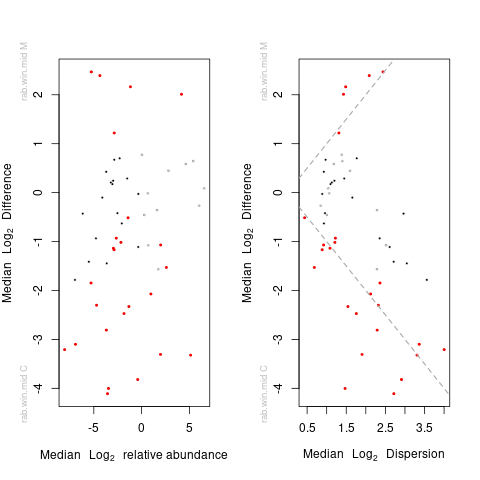 rab.win.mid M
rab.win.mid C
Median Log2 Difference
2
1
0
-1
-2
-3
-4
-5
0
5
Median Log2 relative abundance
rab.win.mid M
rab.win.mid C
Median Log2 Difference
2
1
0
-1
-2
-3
-4
0.5
1.5
2.5
3.5
Median Log2 Dispersion